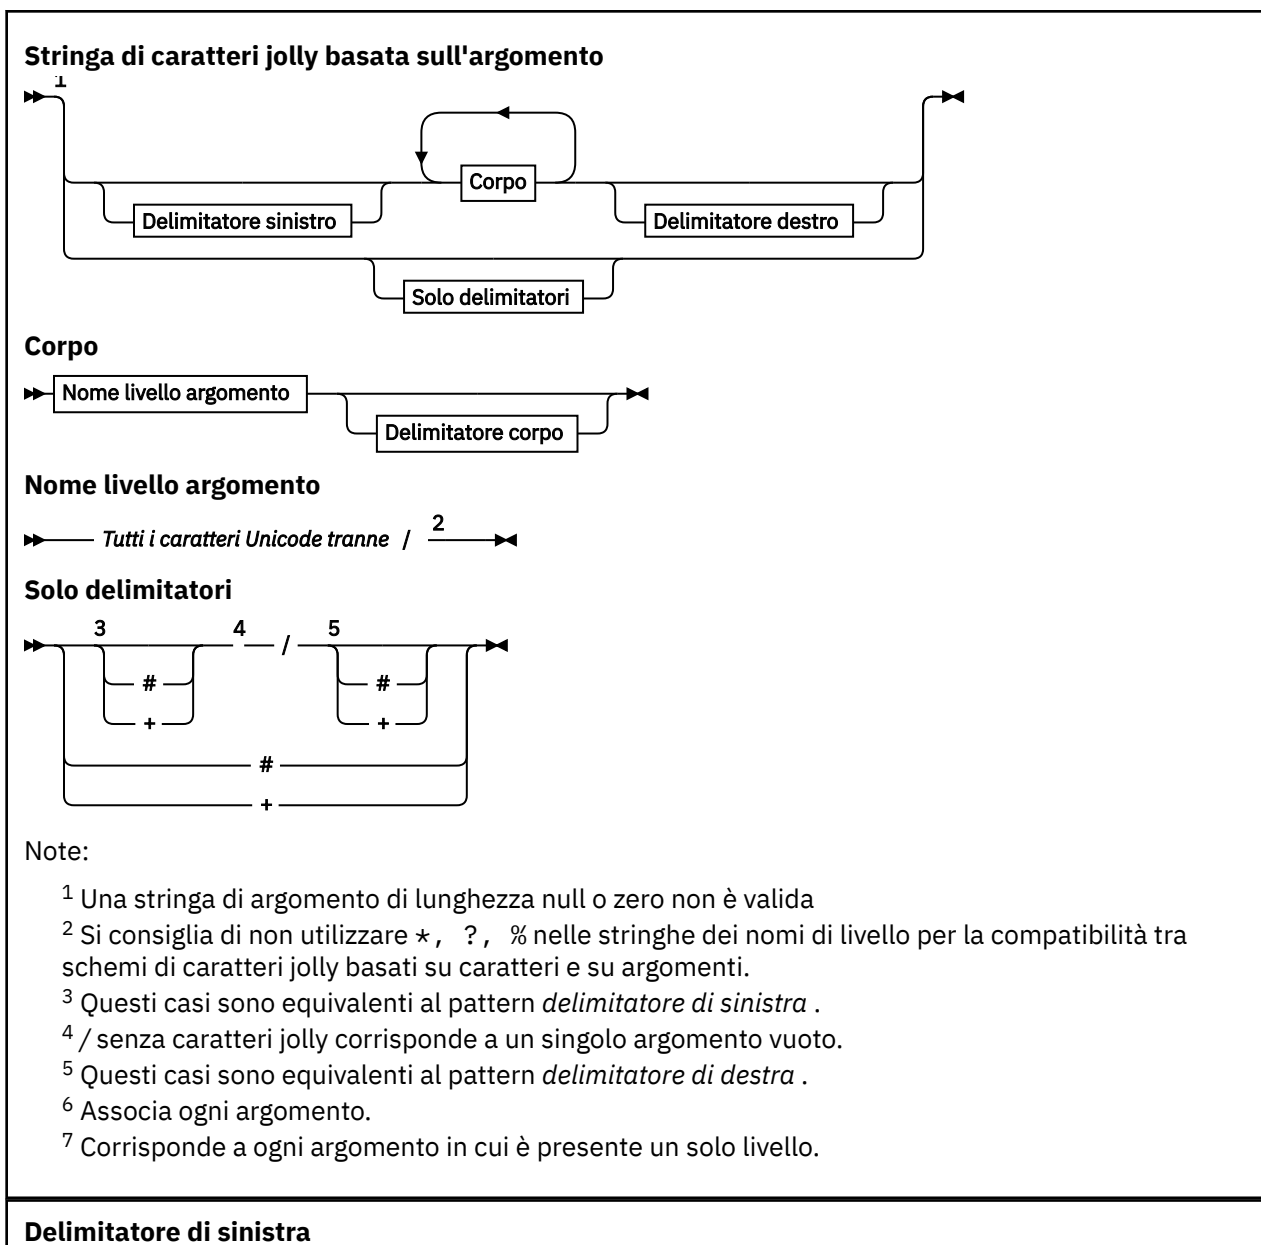 Stringa di caratteri jolly basata sull'argomento
1
Corpo
Delimitatore sinistro
Delimitatore destro
Solo delimitatori
Corpo
Nome livello argomento
Delimitatore corpo
Nome livello argomento
Tutti i caratteri Unicode tranne / 2
Solo delimitatori
3 4 / 5
# #
+ +
#
+
Note:
1 Una stringa di argomento di lunghezza null o zero non è valida
2 Si consiglia di non utilizzare *, ?, % nelle stringhe dei nomi di livello per la compatibilità tra
schemi di caratteri jolly basati su caratteri e su argomenti.
3 Questi casi sono equivalenti al pattern delimitatore di sinistra .
4 / senza caratteri jolly corrisponde a un singolo argomento vuoto.
5 Questi casi sono equivalenti al pattern delimitatore di destra .
6 Associa ogni argomento.
7 Corrisponde a ogni argomento in cui è presente un solo livello.
Delimitatore di sinistra